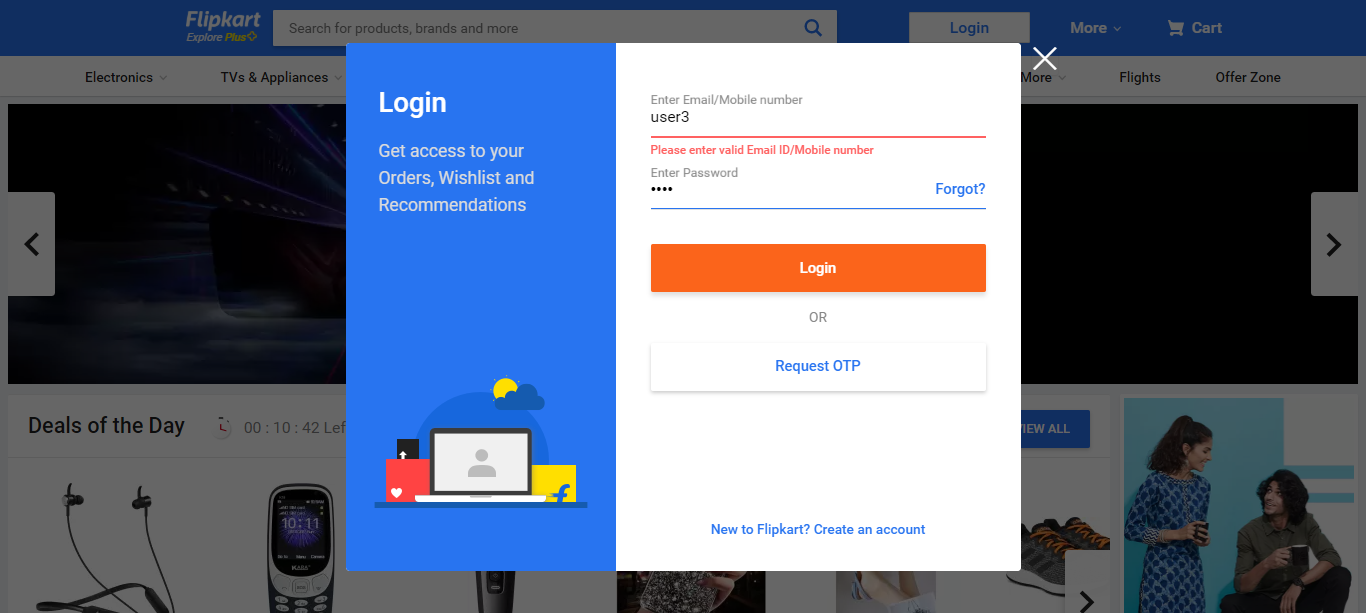 Flipkart
Explore Plus
Search for products, brands and more
Login
More
Cart
Electronics
TVs & Appliances
More
Flights
Offer Zone
Login
Get access to your
Orders, Wishlist and
Recommendations
Enter Email/Mobile number
user3
Please enter valid Email ID/Mobile number
Enter Password
••••
Forgot?
Login
OR
Request OTP
New to Flipkart? Create an account
Deals of the Day
00 : 10 : 42 Lef
VIEW ALL
10:11